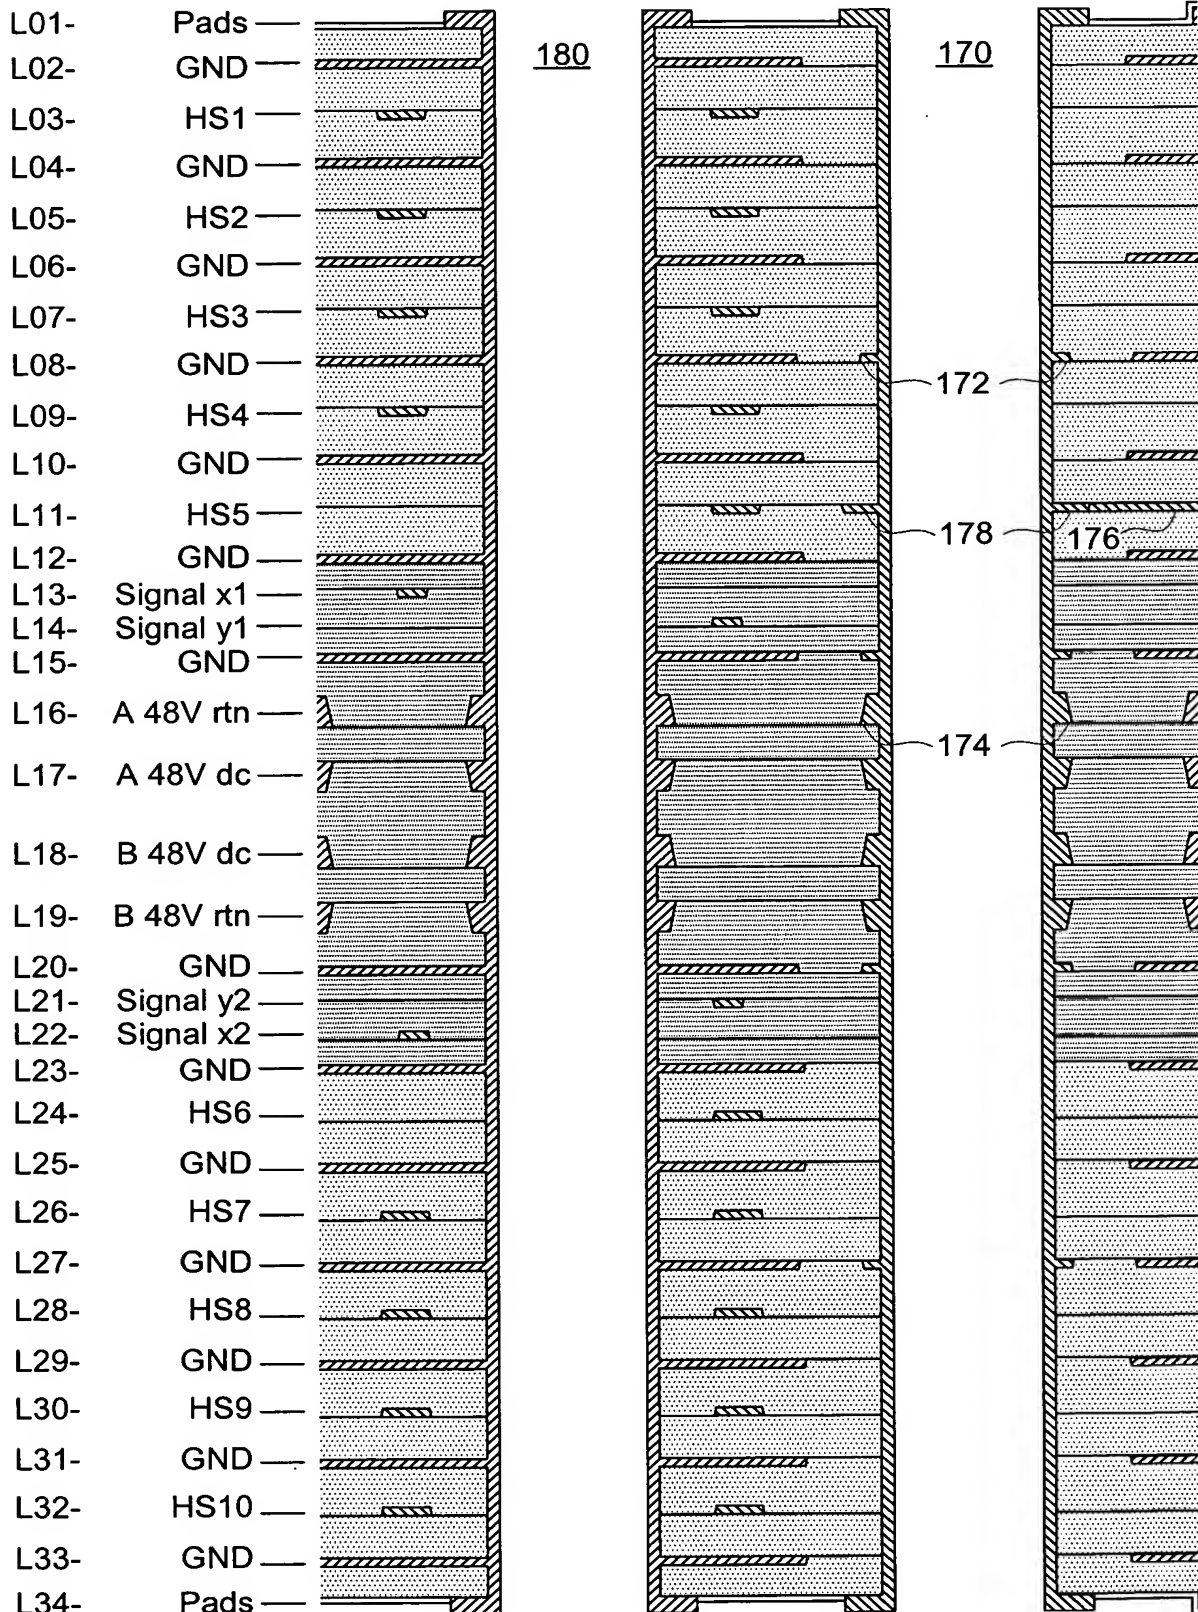 L01- Pads
180
170
L02- GND
L03- HS1
L04- GND
L05- HS2
L06- GND
L07- HS3
L08- GND
172
L09- HS4
L10- GND
L11- HS5
178
176
L12- GND
L13- Signal x1
L14- Signal y1
L15- GND
L16- A 48V rtn
174
L17- A 48V dc
L18- B 48V dc
L19- B 48V rtn
L20- GND
L21- Signal y2
L22- Signal x2
L23- GND
L24- HS6
L25- GND
L26- HS7
L27- GND
L28- HS8
L29- GND
L30- HS9
L31- GND
L32- HS10
L33- GND
L34- Pads